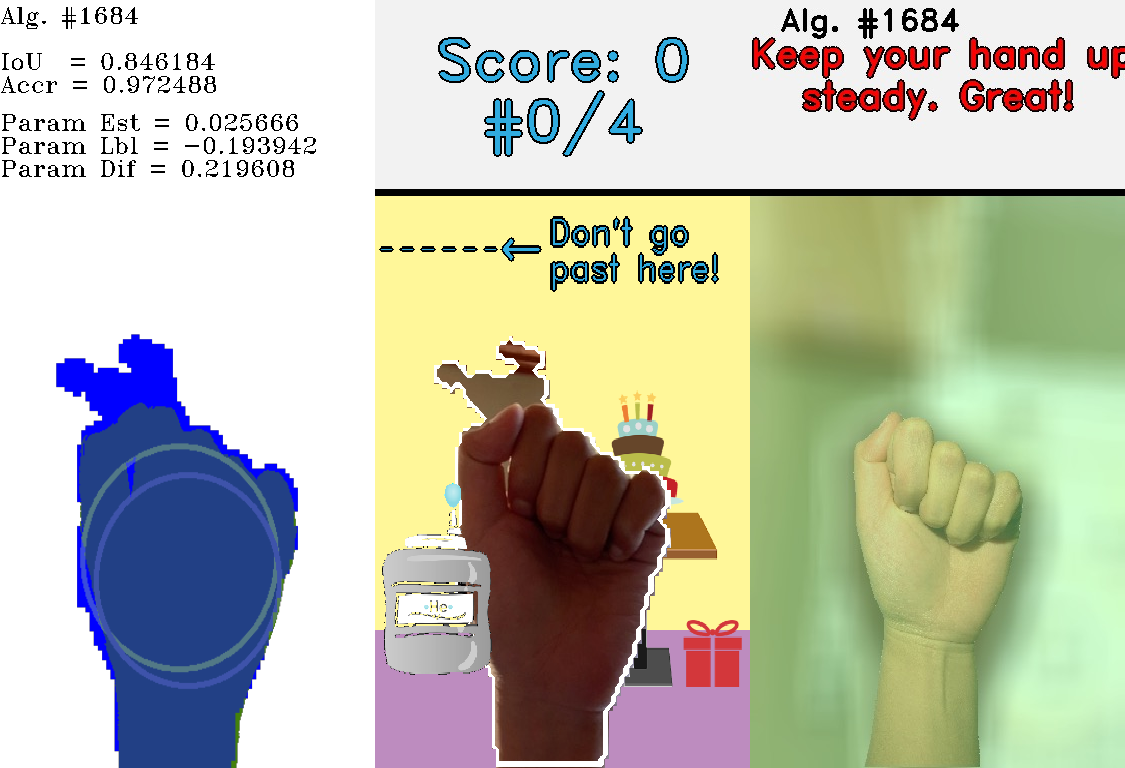 Alg. #1684
IoU = 0.846184
Accr = 0.972488
Param Est = 0.025666
Param Lbl = −0.193942
Param Dif = 0.219608
Score: 0
#0/4
Alg. #1684
Keep your hand up
steady. Great!
Don't go
past here!